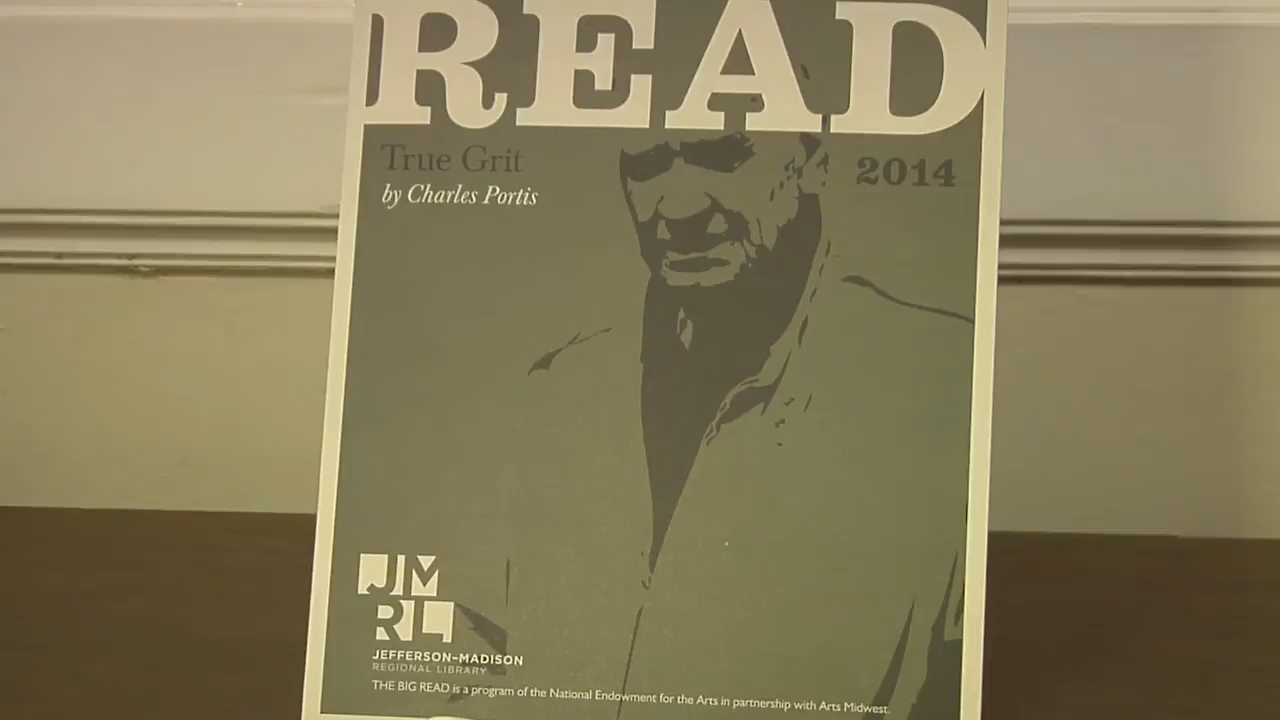 READ
True Grit
by Charles Portis
2014
JM
RL
JEFFERSON-MADISON
REGIONAL LIBRARY
THE BIG READ is a program of the National Endowment for the Arts in partnership with Arts Midwest.